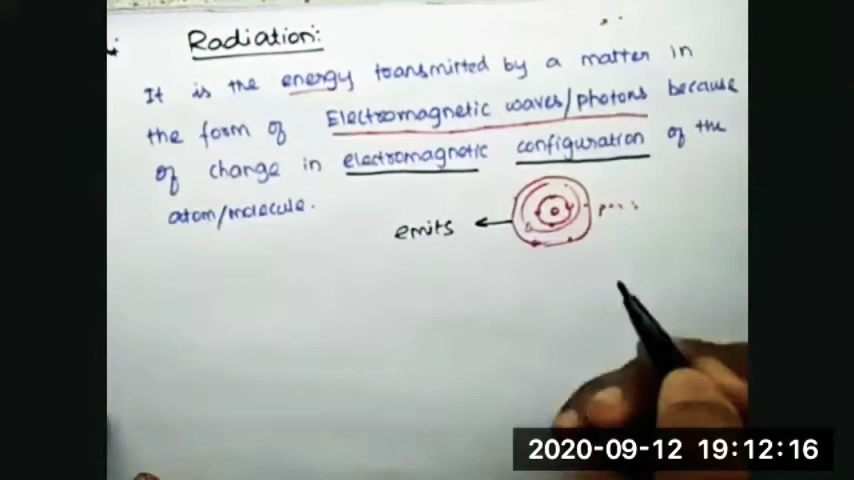 Radiation:
It is the energy transmitted by a matter in
the form of Electromagnetic waves/photons because
of change in electromagnetic configuration of the
atom/molecule.
emits
2020-09-12 19:12:16